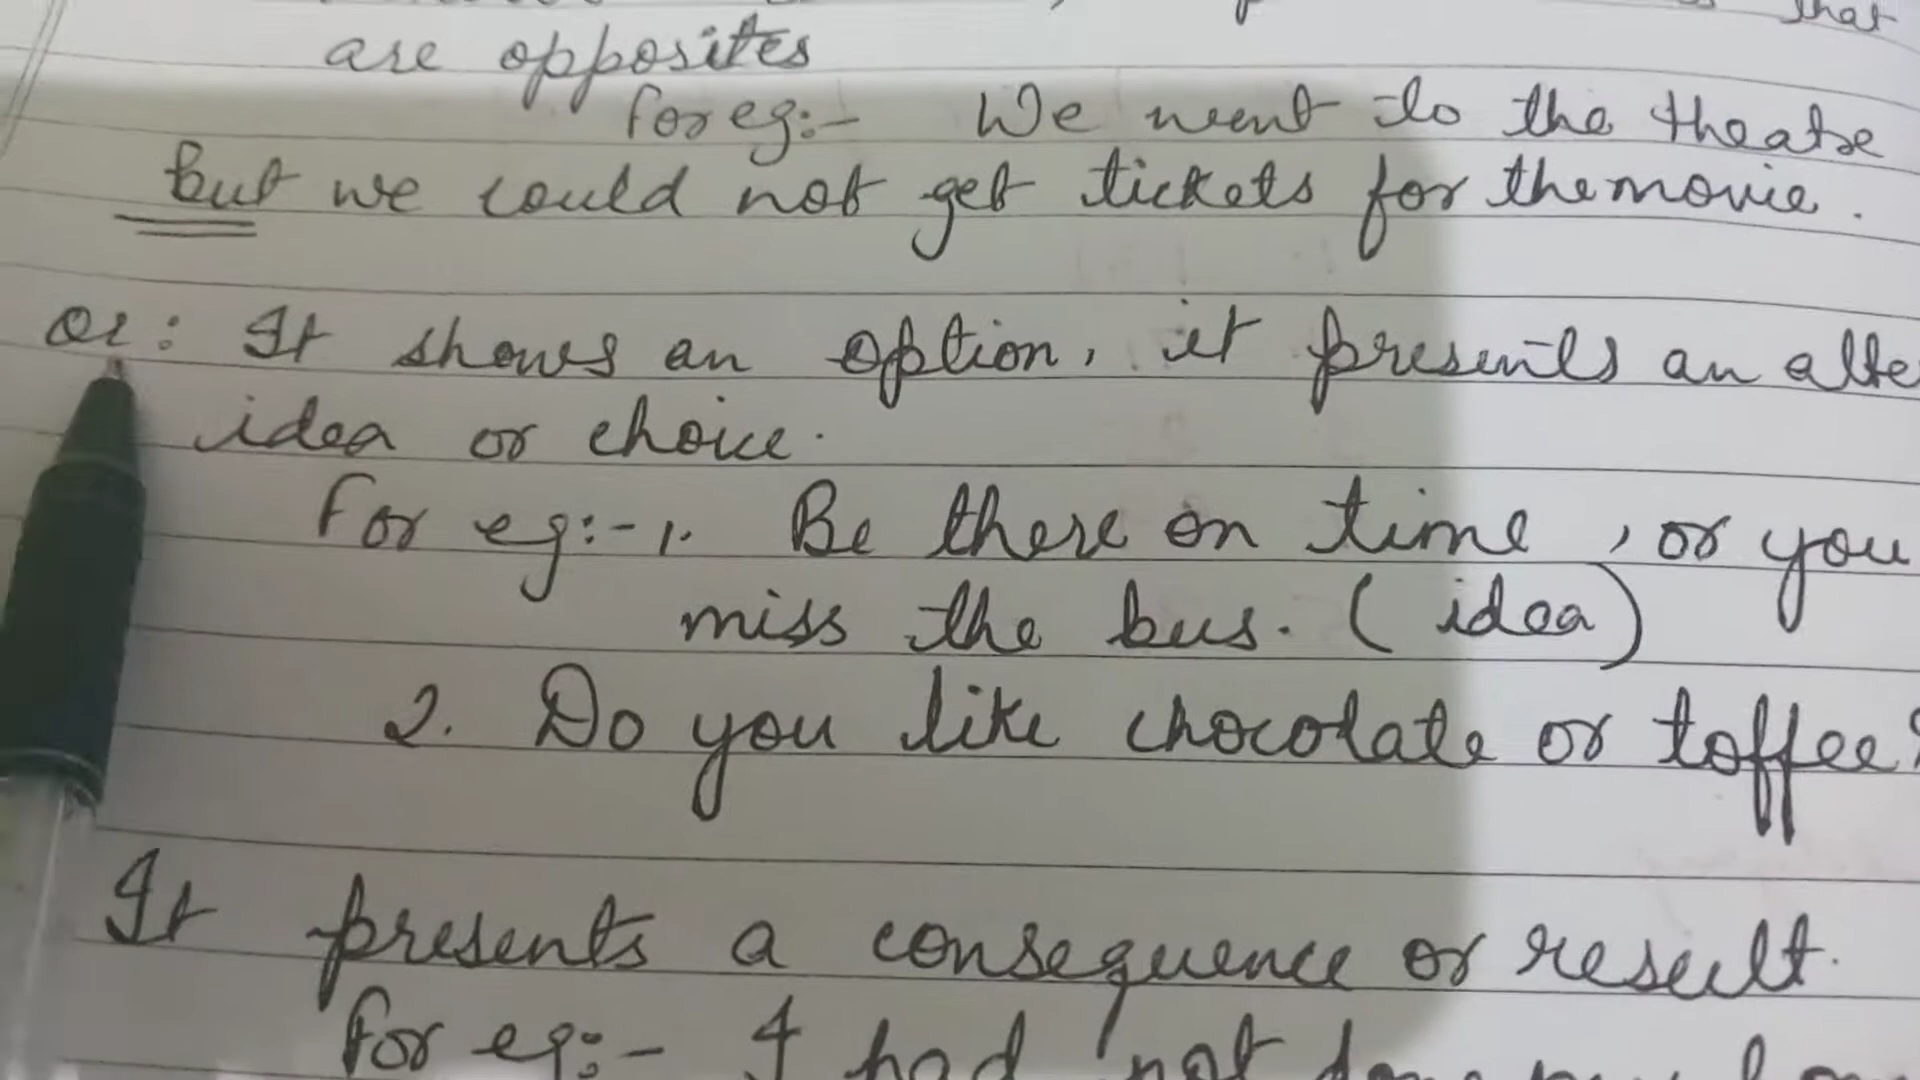 that
are opposites
for eg:- We went to the theatre
but we could not get tickets for the movie.
or: It shows an option, it presents an alte
idea or choice.
For eg:- 1. Be there on time, or you
miss the bus. (idea)
2. Do you like chocolate or toffee?
It presents a consequence or result.
For eg:- I had not